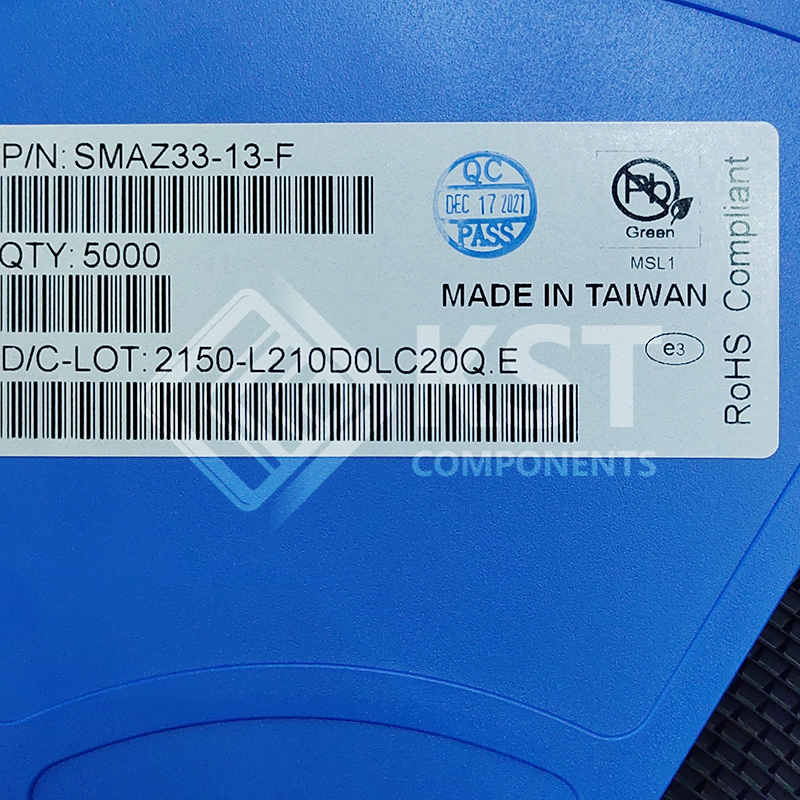 P/N: SMAZ33-13-F
QC
DEC 17 2021
PASS
Pb
Green
MSL1
QTY: 5000
MADE IN TAIWAN
D/C-LOT: 2150-L210D0LC20Q.E
e3
RoHS Compliant
KST
COMPONENTS